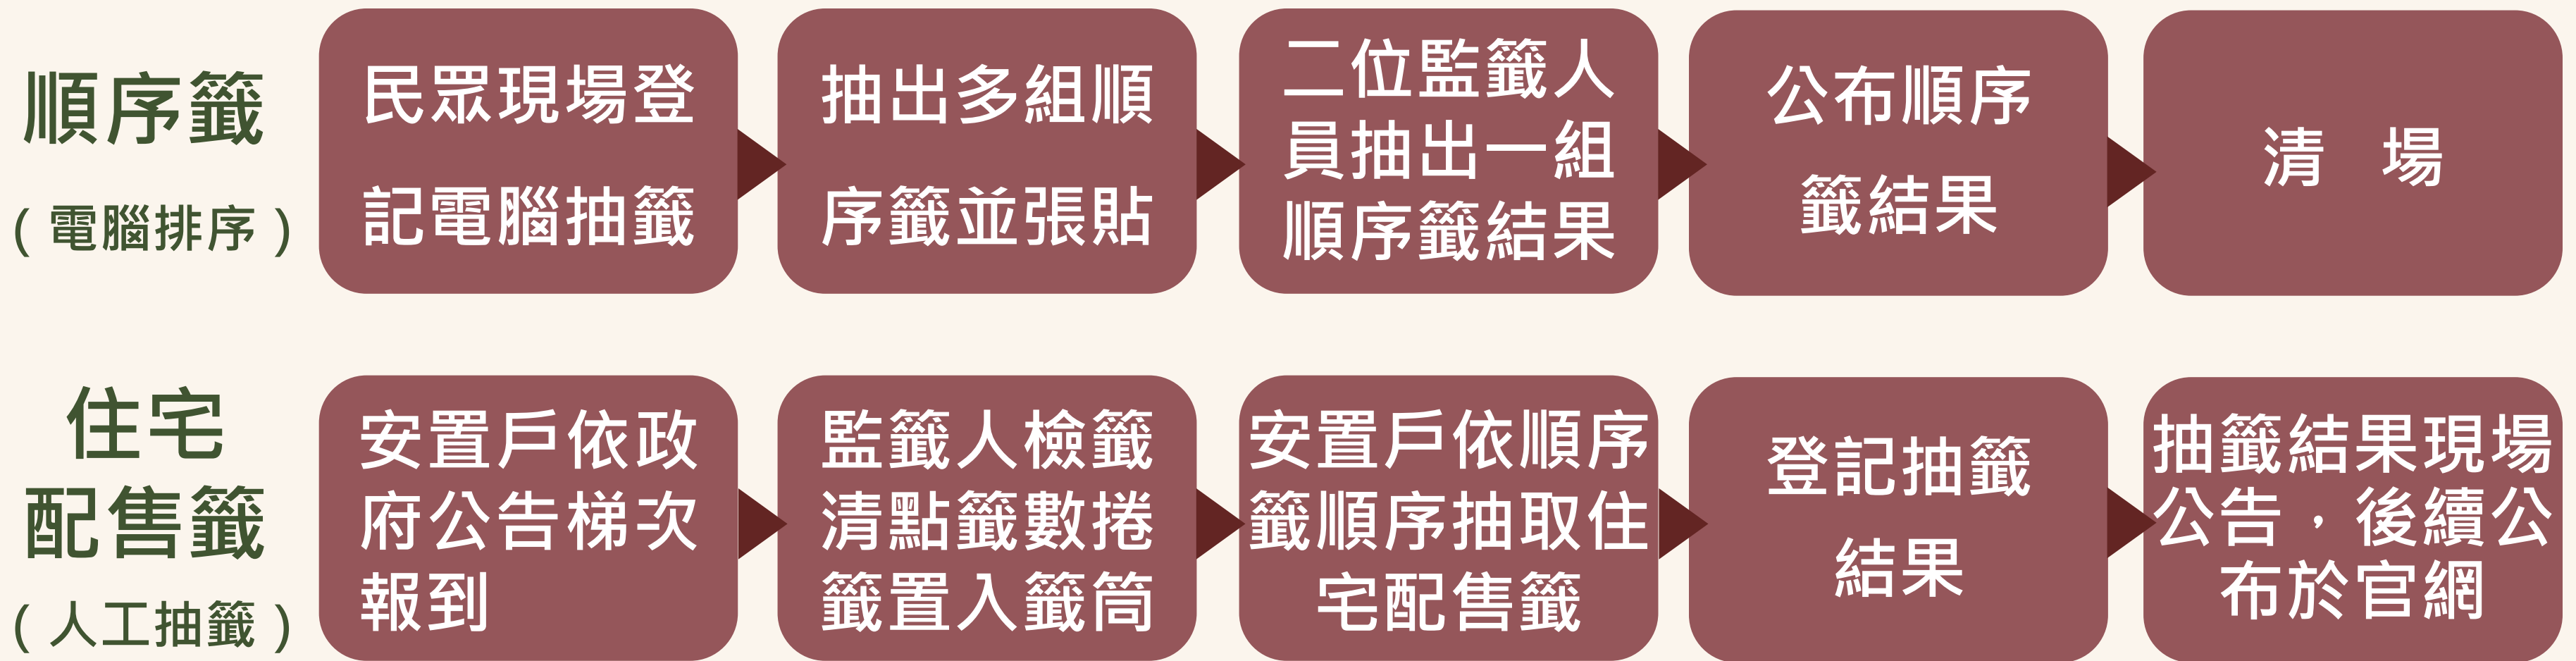 順序籤
(電腦排序)
民眾現場登
記電腦抽籤
抽出多組順
序籤並張貼
二位監籤人
員抽出一組
順序籤結果
公布順序
籤結果
清 場
住宅
配售籤
(人工抽籤)
安置戶依政
府公告梯次
報到
監籤人檢籤
清點籤數捲
籤置入籤筒
安置戶依順序
籤順序抽取住
宅配售籤
登記抽籤
結果
抽籤結果現場
公告，後續公
布於官網